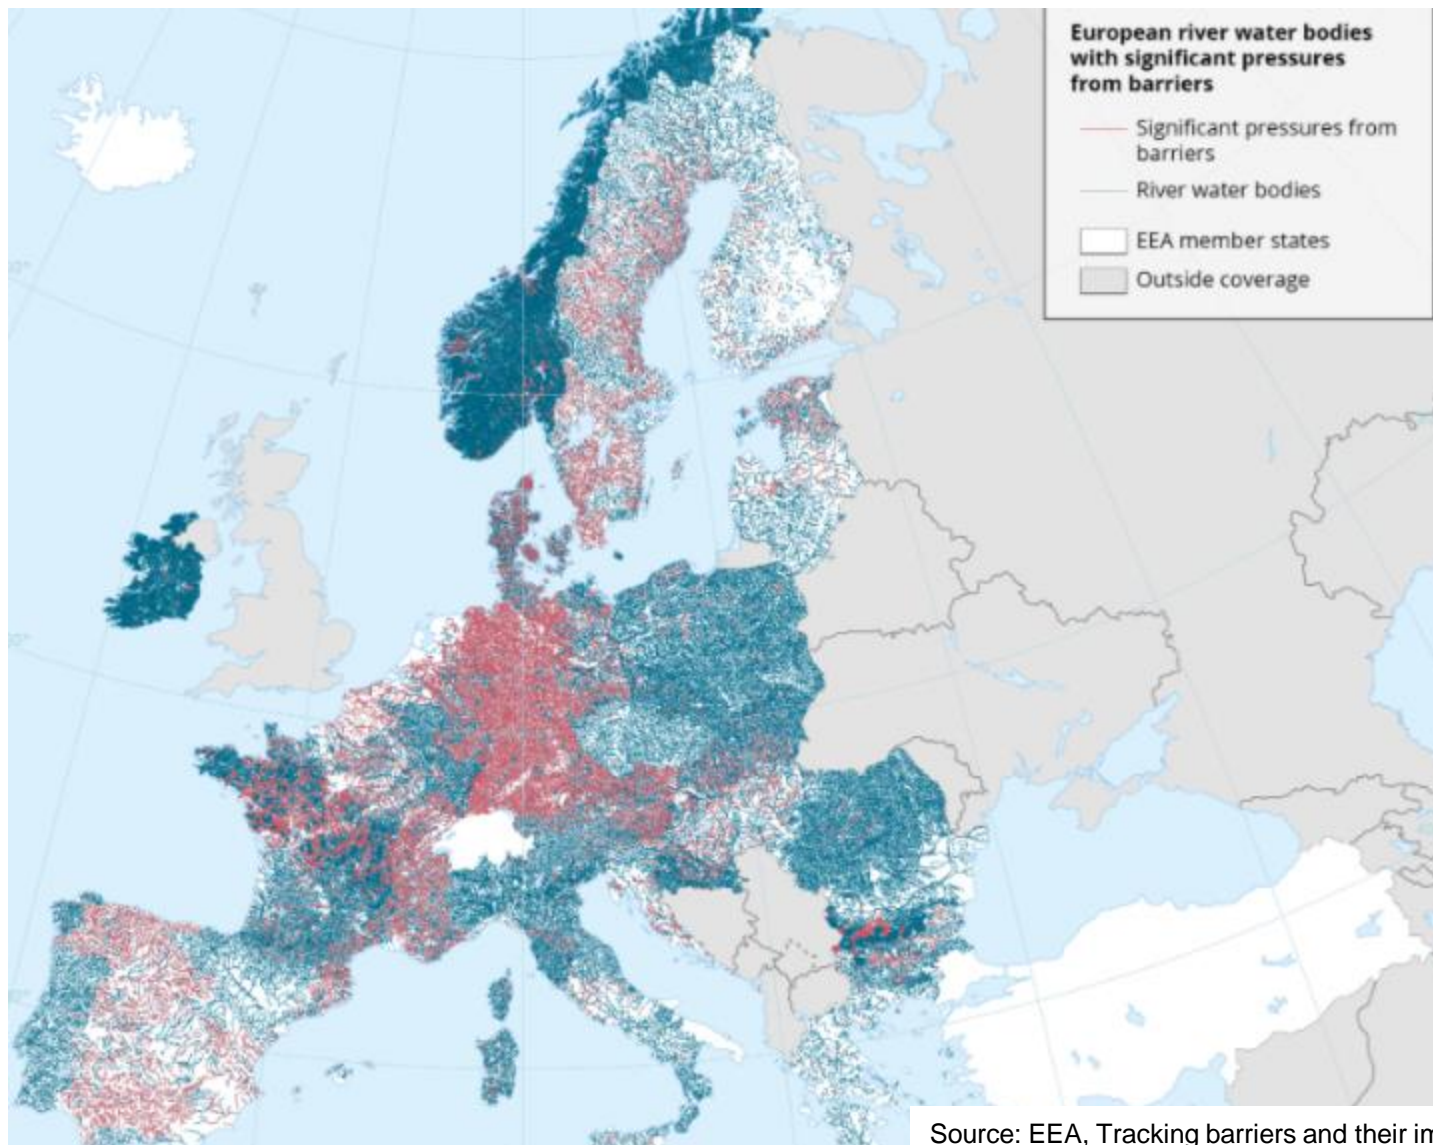 European river water bodies
with significant pressures
from barriers
Significant pressures from
barriers
River water bodies
EEA member states
Outside coverage
Source: EEA, Tracking barriers and their